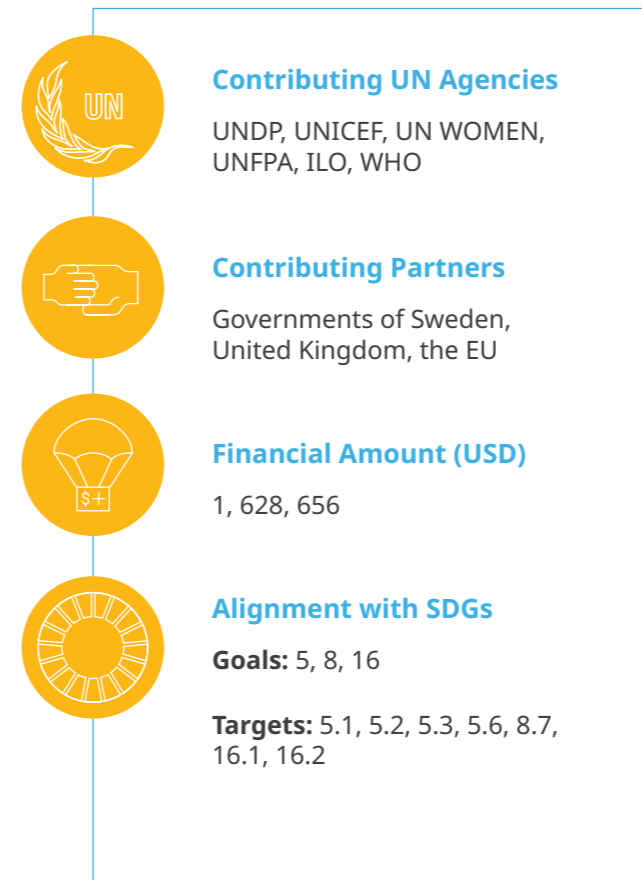 UN
Contributing UN Agencies
UNDP, UNICEF, UN WOMEN,
UNFPA, ILO, WHO
Contributing Partners
Governments of Sweden,
United Kingdom, the EU
$+
Financial Amount (USD)
1, 628, 656
Alignment with SDGs
Goals: 5, 8, 16
Targets: 5.1, 5.2, 5.3, 5.6, 8.7,
16.1, 16.2